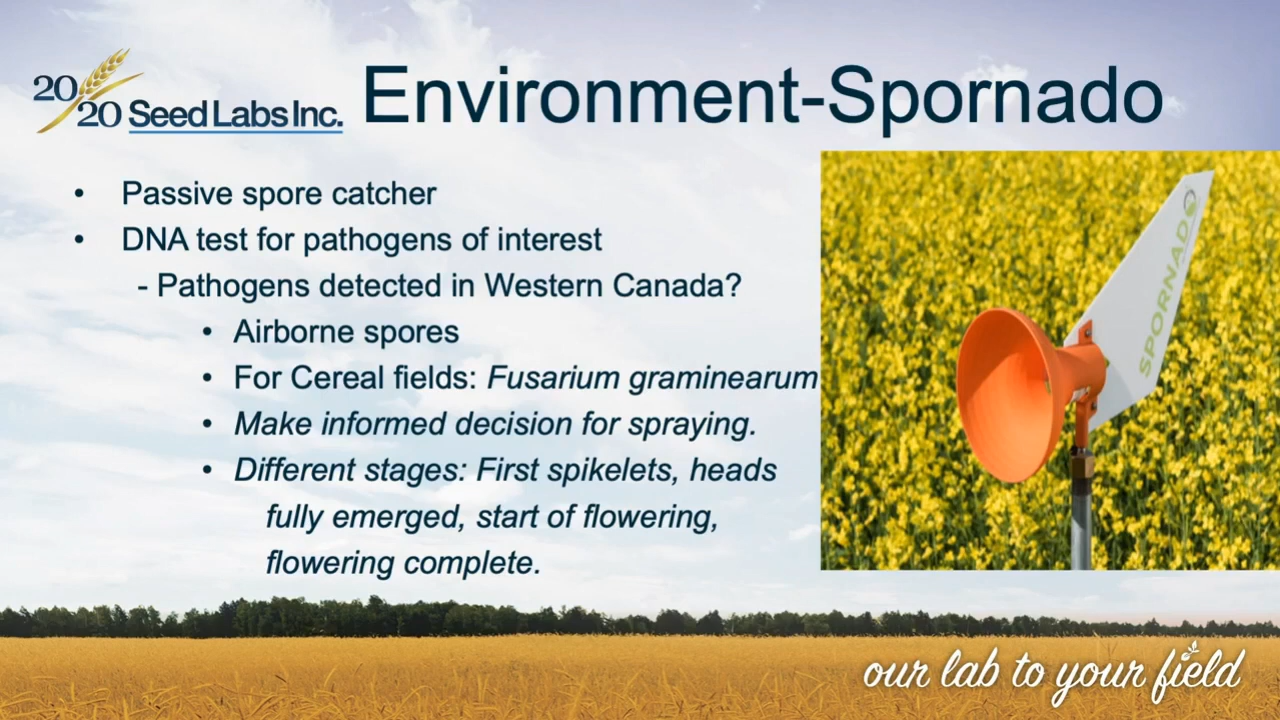 20
20 Seed Labs Inc.
Environment-Spornado
• Passive spore catcher
• DNA test for pathogens of interest
- Pathogens detected in Western Canada?
• Airborne spores
• For Cereal fields: Fusarium graminearum
• Make informed decision for spraying.
• Different stages: First spikelets, heads
fully emerged, start of flowering,
flowering complete.
SPORNADO
our lab to your field